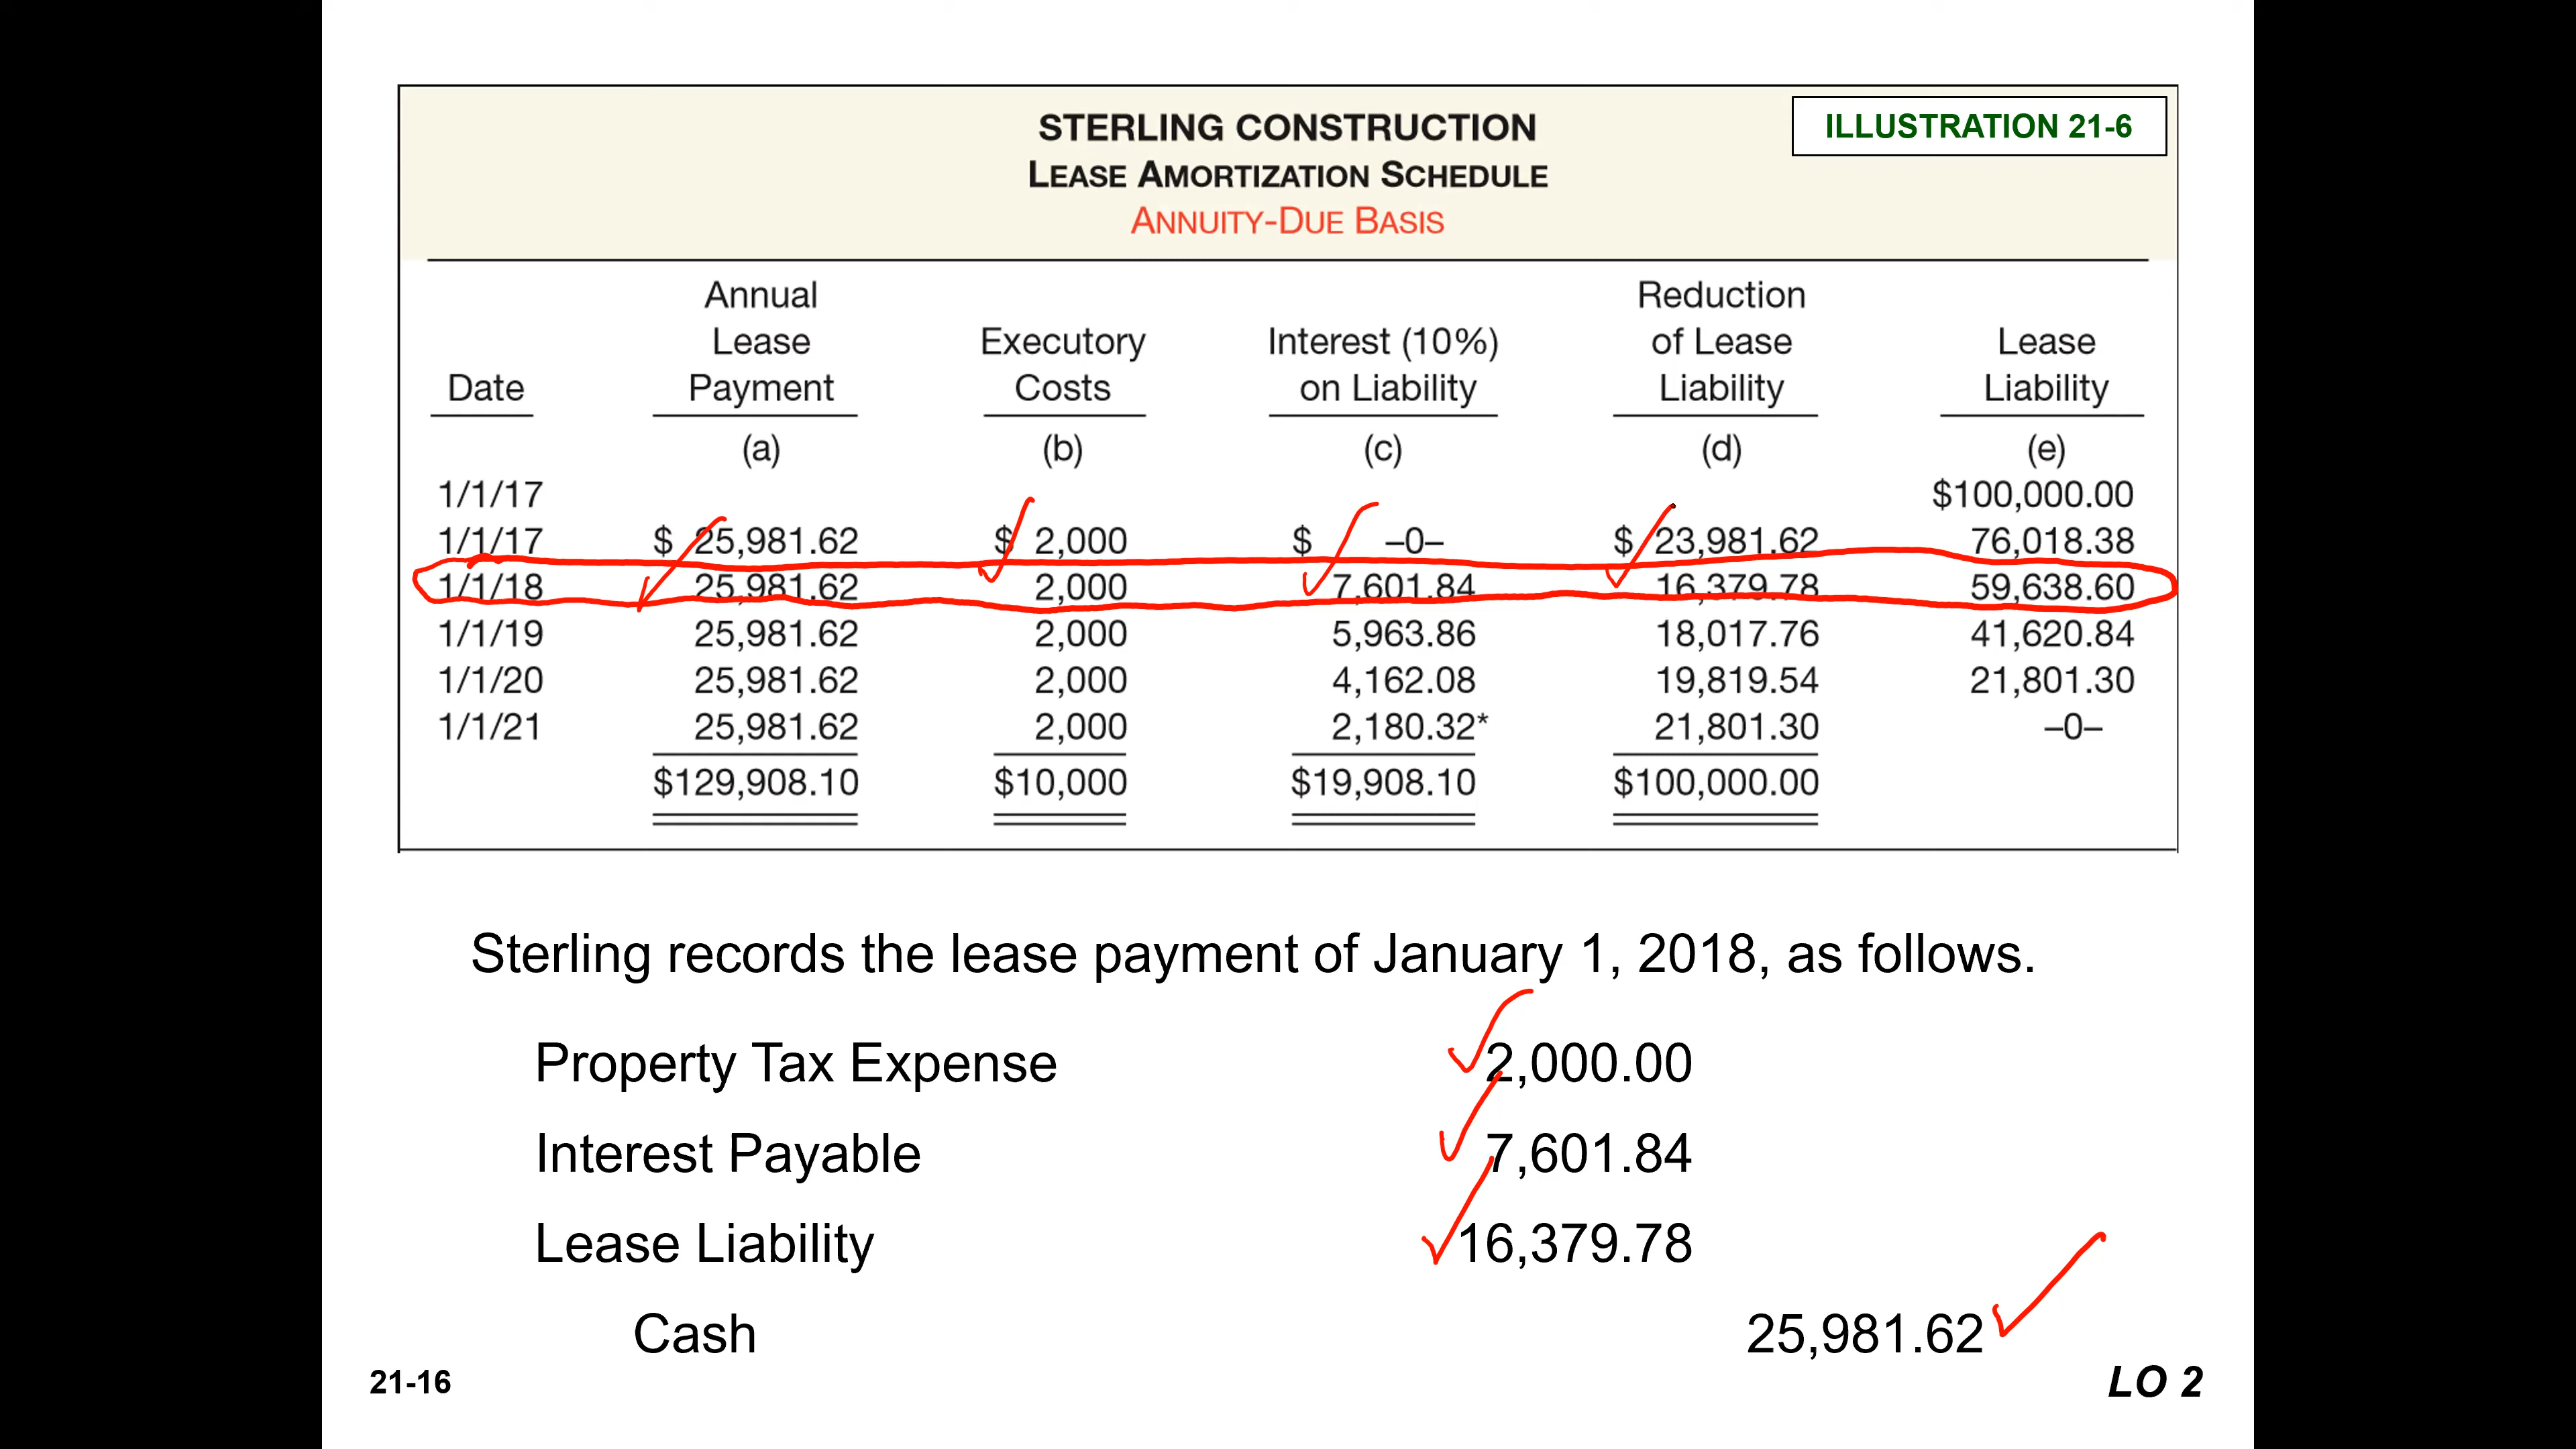 STERLING CONSTRUCTION
ILLUSTRATION 21-6
LEASE AMORTIZATION SCHEDULE
ANNUITY-DUE BASIS
Annual Reduction
Lease Executory Interest (10%) of Lease Lease
Date Payment Costs on Liability Liability Liability
(a) (b) (c) (d) (e)
1/1/17 $100,000.00
1/1/17 $ 25,981.62 $ 2,000 $ –0– $ 23,981.62 76,018.38
1/1/18 25,981.62 2,000 7,601.84 16,379.78 59,638.60
1/1/19 25,981.62 2,000 5,963.86 18,017.76 41,620.84
1/1/20 25,981.62 2,000 4,162.08 19,819.54 21,801.30
1/1/21 25,981.62 2,000 2,180.32* 21,801.30 –0–
$129,908.10 $10,000 $19,908.10 $100,000.00
Sterling records the lease payment of January 1, 2018, as follows.
Property Tax Expense 2,000.00
Interest Payable 7,601.84
Lease Liability 16,379.78
Cash 25,981.62
21-16 LO 2